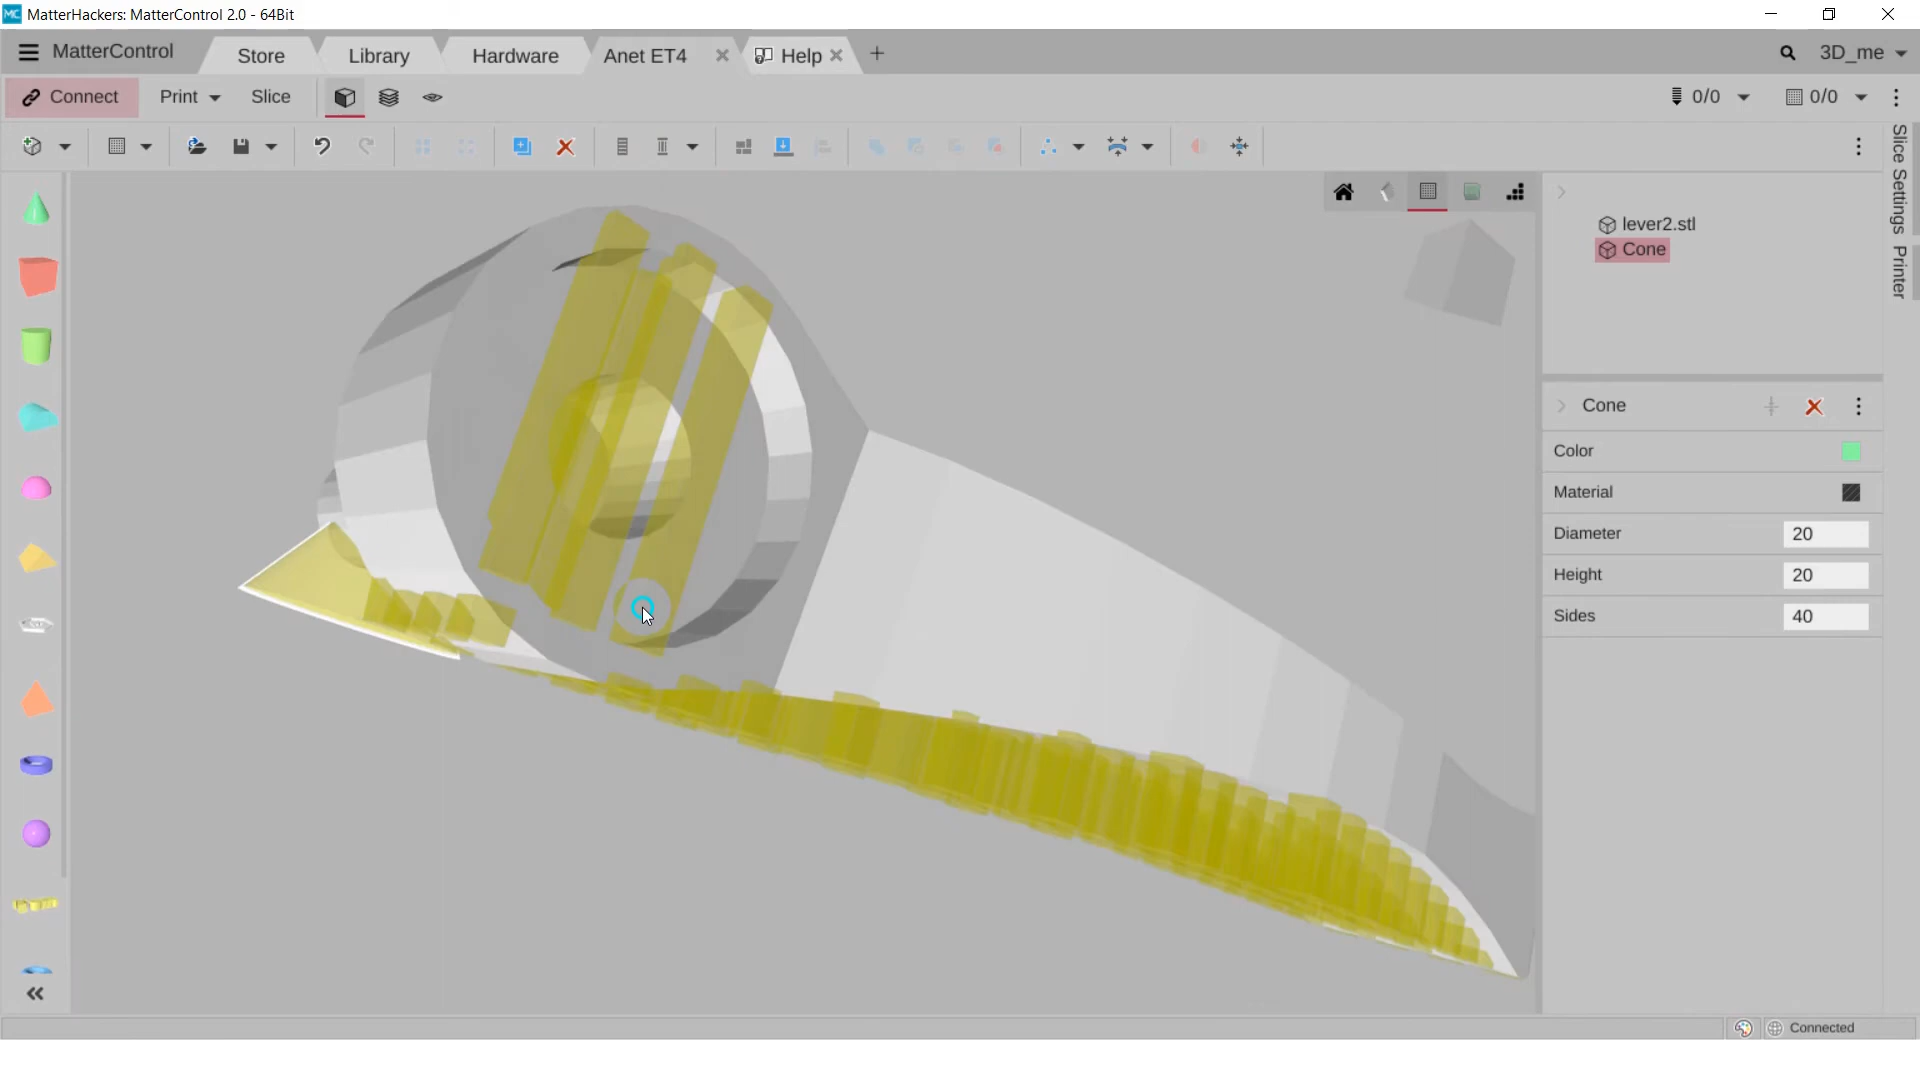 MC MatterHackers: MatterControl 2.0 - 64Bit
MatterControl Store Library Hardware Anet ET4 Help 3D_me
Connect Print Slice 0/0 0/0
Slice Settings
Printer
lever2.stl
Cone
Cone
Color
Material
Diameter 20
Height 20
Sides 40
Connected